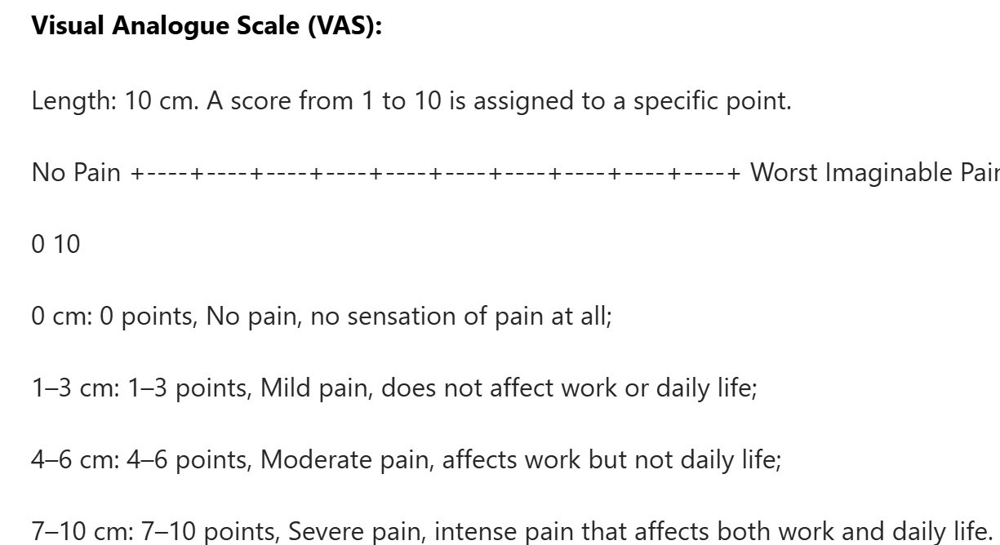 Visual Analogue Scale (VAS):
Length: 10 cm. A score from 1 to 10 is assigned to a specific point.
No Pain +----+----+----+----+----+----+----+----+----+----+ Worst Imaginable Pain
0 10
0 cm: 0 points, No pain, no sensation of pain at all;
1–3 cm: 1–3 points, Mild pain, does not affect work or daily life;
4–6 cm: 4–6 points, Moderate pain, affects work but not daily life;
7–10 cm: 7–10 points, Severe pain, intense pain that affects both work and daily life.